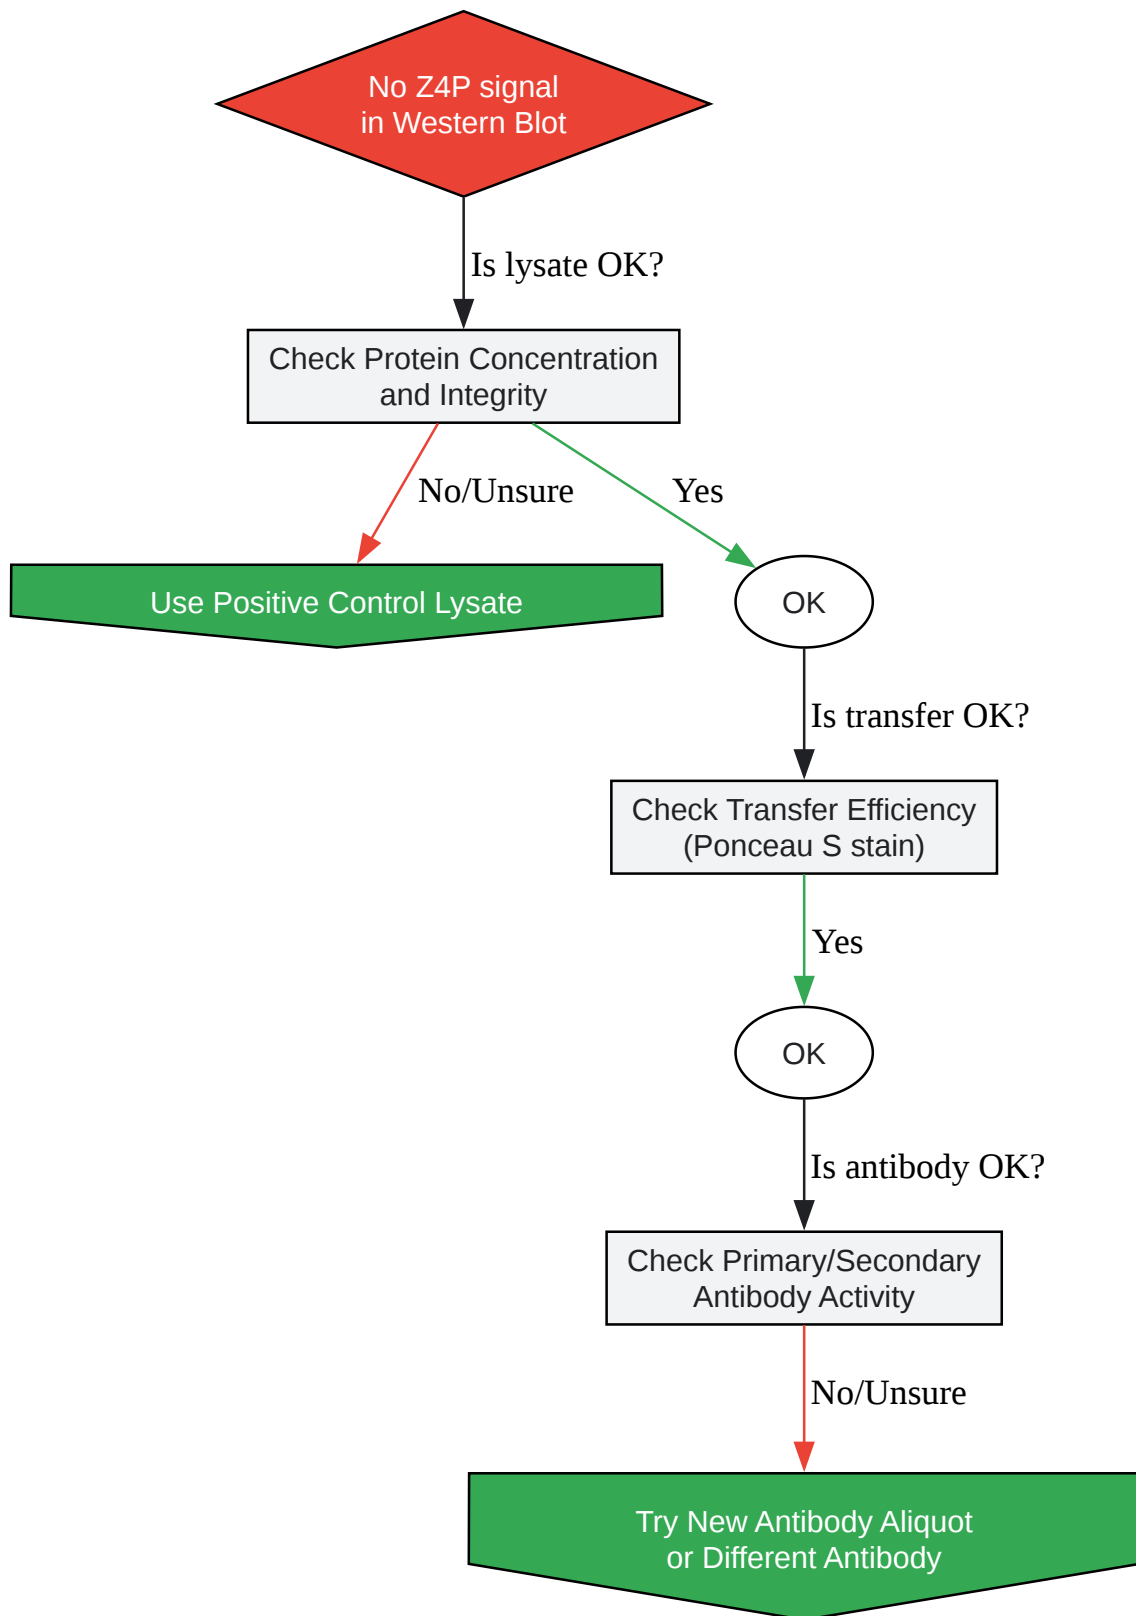 No Z4P signal
in Western Blot
Is lysate OK?
Check Protein Concentration
and Integrity
No/Unsure
Yes
Use Positive Control Lysate
OK
Is transfer OK?
Check Transfer Efficiency
(Ponceau S stain)
Yes
OK
Is antibody OK?
Check Primary/Secondary
Antibody Activity
No/Unsure
Try New Antibody Aliquot
or Different Antibody